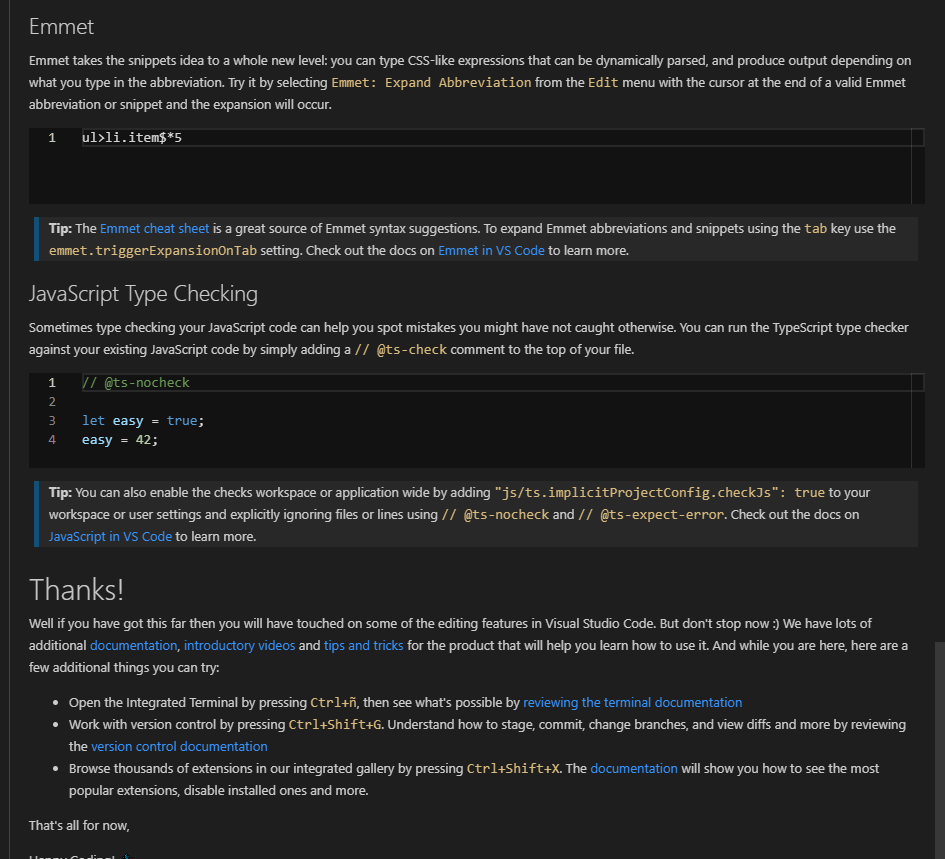 Emmet
Emmet takes the snippets idea to a whole new level: you can type CSS-like expressions that can be dynamically parsed, and produce output depending on
what you type in the abbreviation. Try it by selecting Emmet: Expand Abbreviation from the Edit menu with the cursor at the end of a valid Emmet
abbreviation or snippet and the expansion will occur.
1 ul>li.item$*5
Tip: The Emmet cheat sheet is a great source of Emmet syntax suggestions. To expand Emmet abbreviations and snippets using the tab key use the
emmet.triggerExpansionOnTab setting. Check out the docs on Emmet in VS Code to learn more.
JavaScript Type Checking
Sometimes type checking your JavaScript code can help you spot mistakes you might have not caught otherwise. You can run the TypeScript type checker
against your existing JavaScript code by simply adding a // @ts-check comment to the top of your file.
1 // @ts-nocheck
2
3 let easy = true;
4 easy = 42;
Tip: You can also enable the checks workspace or application wide by adding "js/ts.implicitProjectConfig.checkJs": true to your
workspace or user settings and explicitly ignoring files or lines using // @ts-nocheck and // @ts-expect-error. Check out the docs on
JavaScript in VS Code to learn more.
Thanks!
Well if you have got this far then you will have touched on some of the editing features in Visual Studio Code. But don't stop now :) We have lots of
additional documentation, introductory videos and tips and tricks for the product that will help you learn how to use it. And while you are here, here are a
few additional things you can try:
• Open the Integrated Terminal by pressing Ctrl+ñ, then see what's possible by reviewing the terminal documentation
• Work with version control by pressing Ctrl+Shift+G. Understand how to stage, commit, change branches, and view diffs and more by reviewing
the version control documentation
• Browse thousands of extensions in our integrated gallery by pressing Ctrl+Shift+X. The documentation will show you how to see the most
popular extensions, disable installed ones and more.
That's all for now,
Happy Coding!